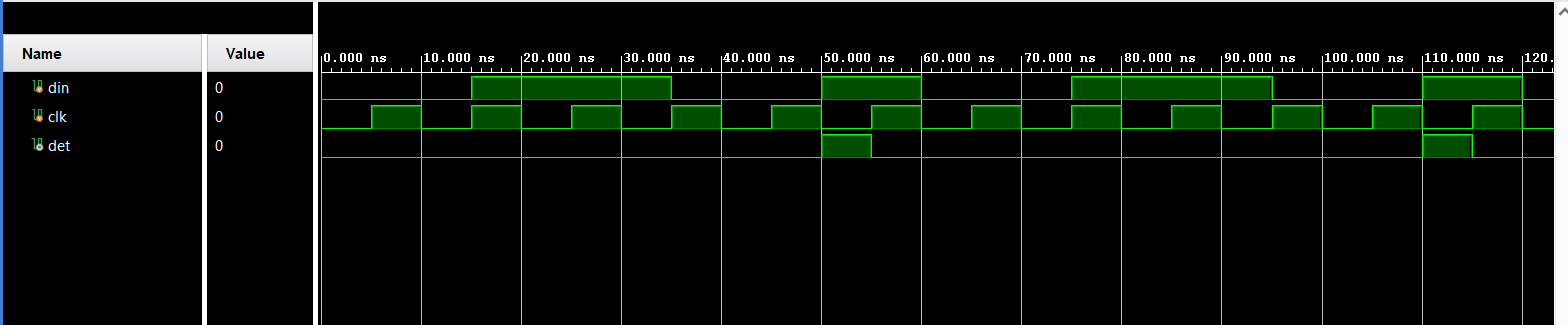 Name Value
0.000 ns 10.000 ns 20.000 ns 30.000 ns 40.000 ns 50.000 ns 60.000 ns 70.000 ns 80.000 ns 90.000 ns 100.000 ns 110.000 ns 120.
din 0
clk 0
det 0